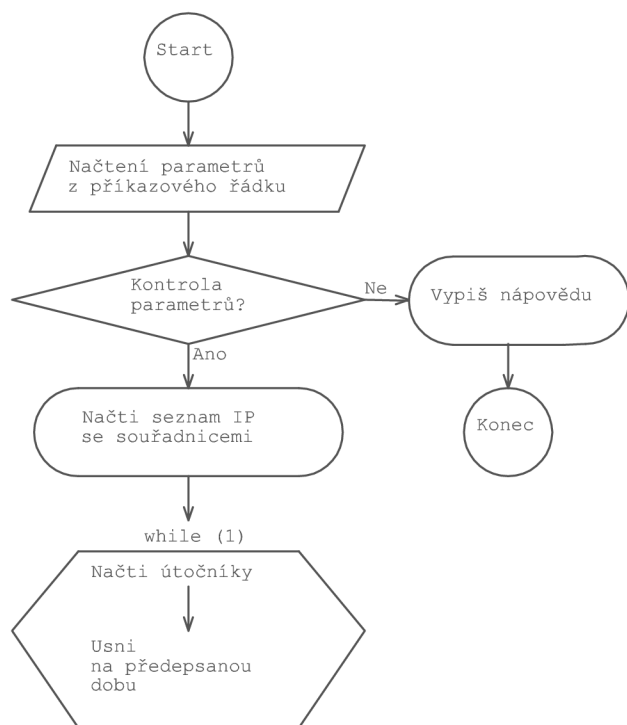 Start
Načtení parametrů
z příkazového řádku
Kontrola
parametrů?
Ne
Vypiš nápovědu
Ano
Načti seznam IP
se souřadnicemi
Konec
while (1)
Načti útočníky
Usni
na předepsanou
dobu